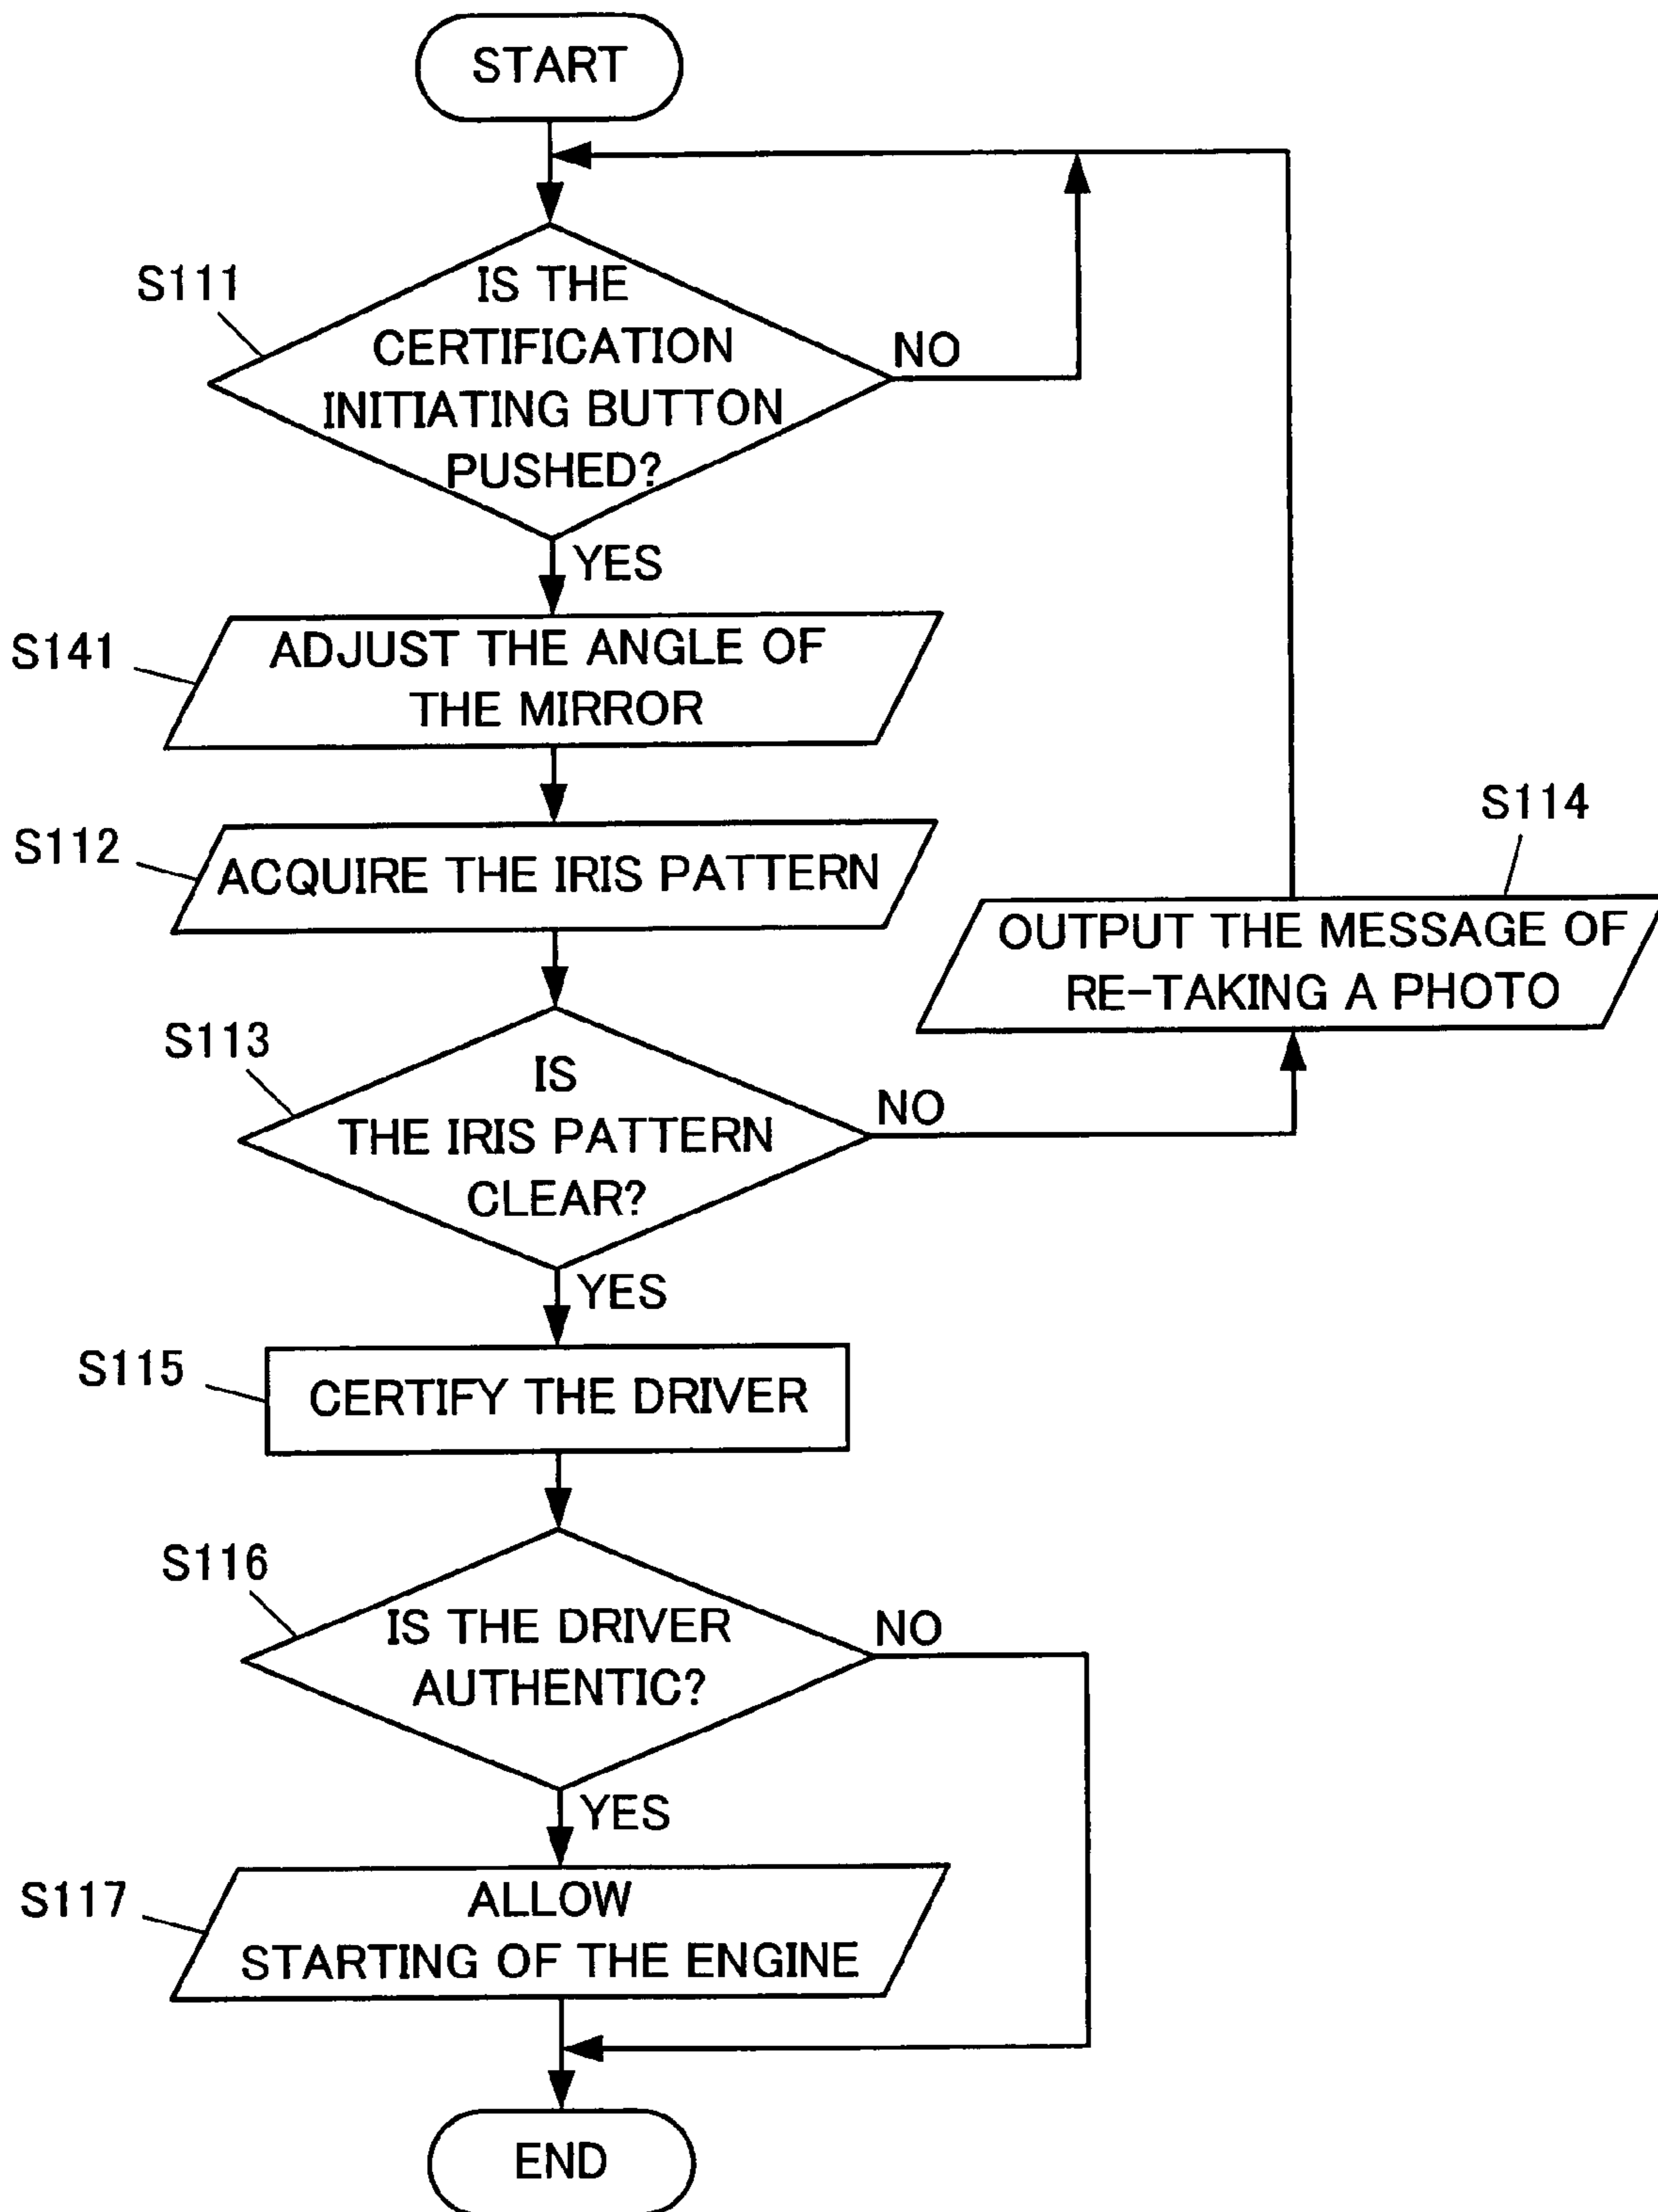 START
S111
IS THE
CERTIFICATION
INITIATING BUTTON
PUSHED?
NO
YES
S141
ADJUST THE ANGLE OF
THE MIRROR
S112
ACQUIRE THE IRIS PATTERN
S114
OUTPUT THE MESSAGE OF
RE-TAKING A PHOTO
S113
IS
THE IRIS PATTERN
CLEAR?
NO
YES
S115
CERTIFY THE DRIVER
S116
IS THE DRIVER
AUTHENTIC?
NO
YES
S117
ALLOW
STARTING OF THE ENGINE
END